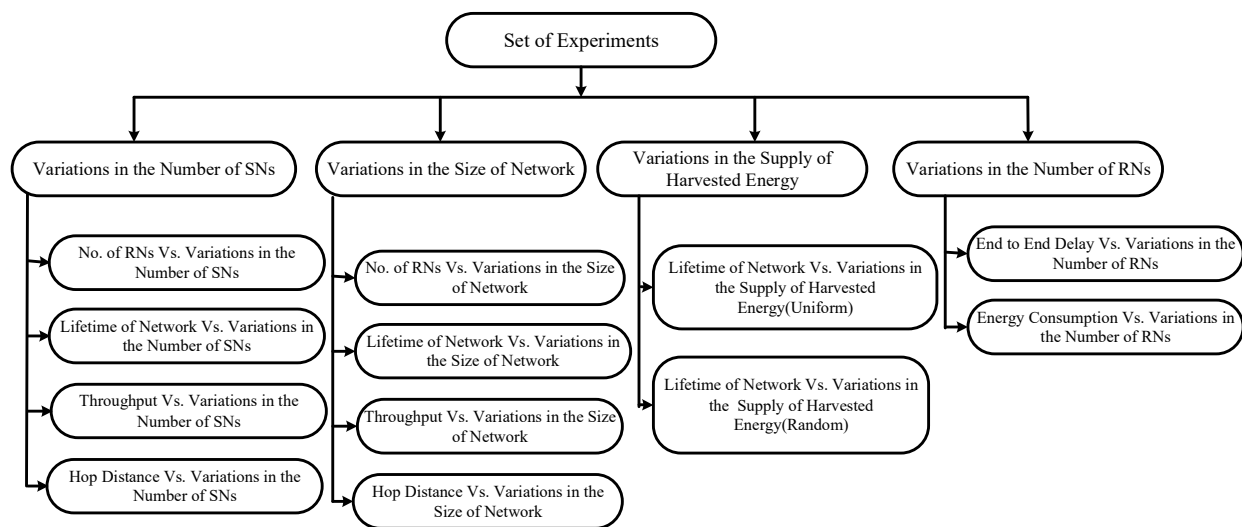 Set of Experiments
Variations in the Number of SNs
No. of RNs Vs. Variations in the
Number of SNs
Lifetime of Network Vs. Variations in
the Number of SNs
Throughput Vs. Variations in the
Number of SNs
Hop Distance Vs. Variations in the
Number of SNs
Variations in the Size of Network
No. of RNs Vs. Variations in the Size
of Network
Lifetime of Network Vs. Variations in
the Size of Network
Throughput Vs. Variations in the Size
of Network
Hop Distance Vs. Variations in the
Size of Network
Variations in the Supply of
Harvested Energy
Lifetime of Network Vs. Variations in
the Supply of Harvested
Energy(Uniform)
Lifetime of Network Vs. Variations in
the Supply of Harvested
Energy(Random)
Variations in the Number of RNs
End to End Delay Vs. Variations in the
Number of RNs
Energy Consumption Vs. Variations in
the Number of RNs